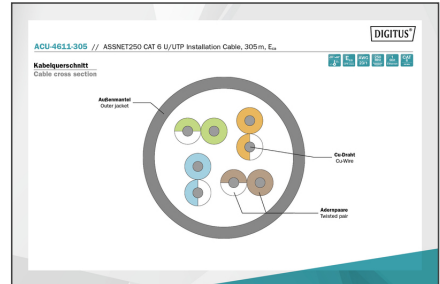 DIGITUS®
ACU-4611-305 // ASSNET250 CAT 6 U/UTP Installation Cable, 305 m, Eca
Kabelquerschnitt
Cable cross section
Außenmantel
Outer jacket
Cu-Draht
Cu-Wire
Adernpaare
Twisted pair